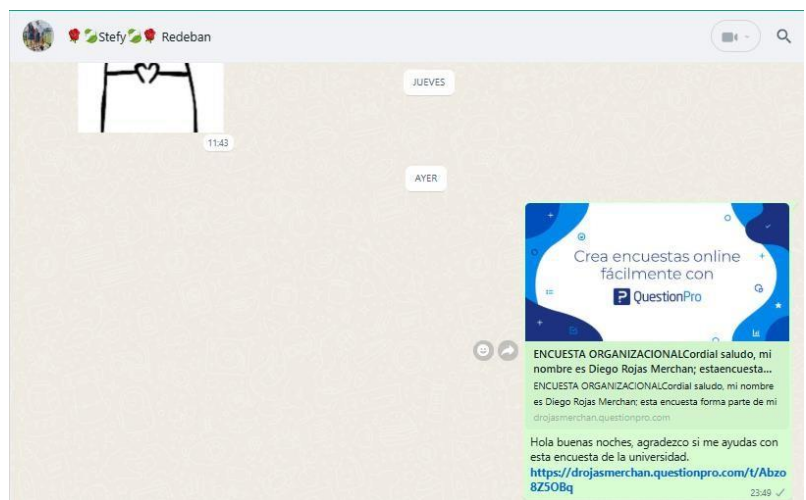 Stefy Redeban
JUEVES
11:43
AYER
Crea encuestas online
fácilmente con
QuestionPro
ENCUESTA ORGANIZACIONALCordial saludo, mi
nombre es Diego Rojas Merchan; estaencuesta...
ENCUESTA ORGANIZACIONALCordial saludo, mi nombre
es Diego Rojas Merchan; esta encuesta forma parte de mi
drojasmerchan.questionpro.com
Hola buenas noches, agradezco si me ayudas con
esta encuesta de la universidad.
https://drojasmerchan.questionpro.com/t/Abzo
8Z5OBq
23:49